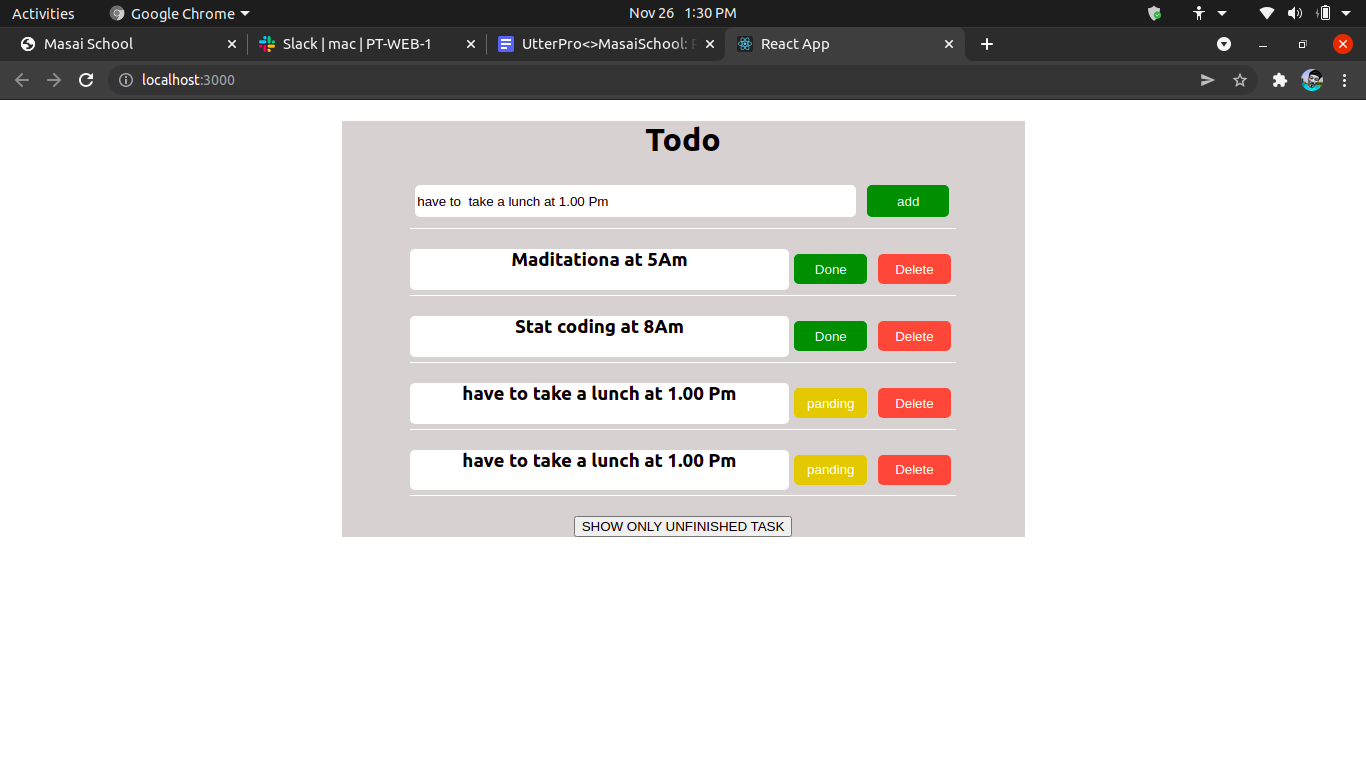 Activities Google Chrome Nov 26 1:30 PM
Masai School Slack | mac | PT-WEB-1 UtterPro<>MasaiSchool: React App
localhost:3000
Todo
have to  take a lunch at 1.00 Pm add
Maditationa at 5Am Done Delete
Stat coding at 8Am Done Delete
have to take a lunch at 1.00 Pm panding Delete
have to take a lunch at 1.00 Pm panding Delete
SHOW ONLY UNFINISHED TASK